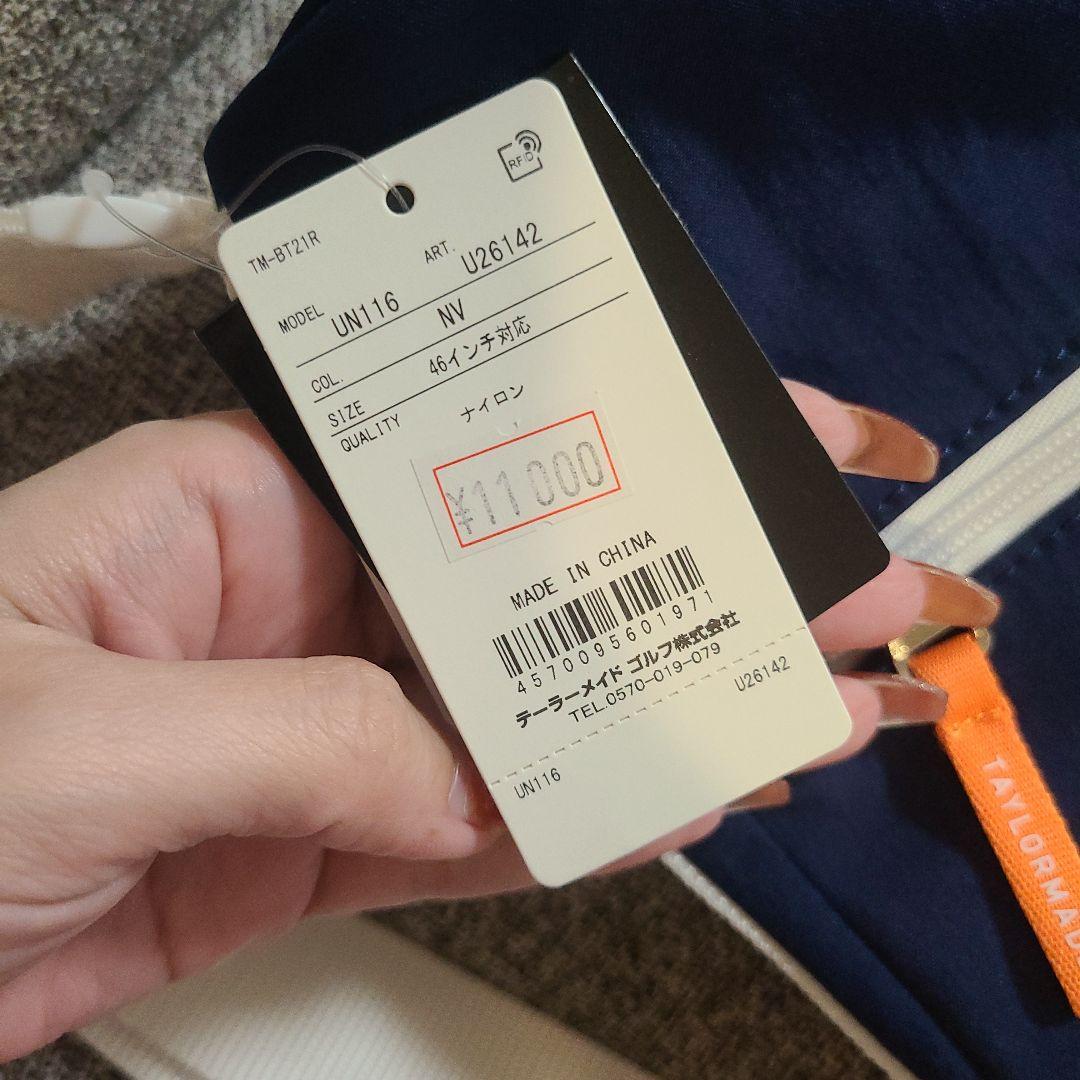 RFID
TM-BT21R
MODEL UN116 ART. U26142
COL. NV
SIZE 46インチ対応
QUALITY ナイロン
¥11000
MADE IN CHINA
4570095601971
テーラーメイド ゴルフ株式会社
TEL.0570-019-079
UN116 U26142
TAYLORMAD